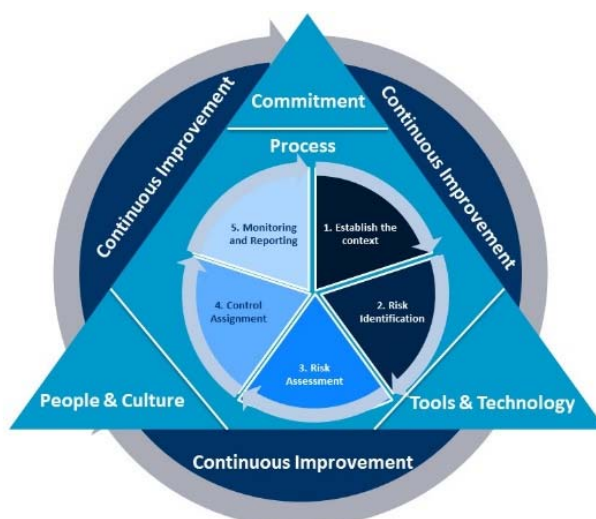 Commitment
Continuous Improvement
Continuous Improvement
Process
5. Monitoring
and Reporting
1. Establish the
context
4. Control
Assignment
2. Risk
Identification
3. Risk
Assessment
People & Culture
Tools & Technology
Continuous Improvement